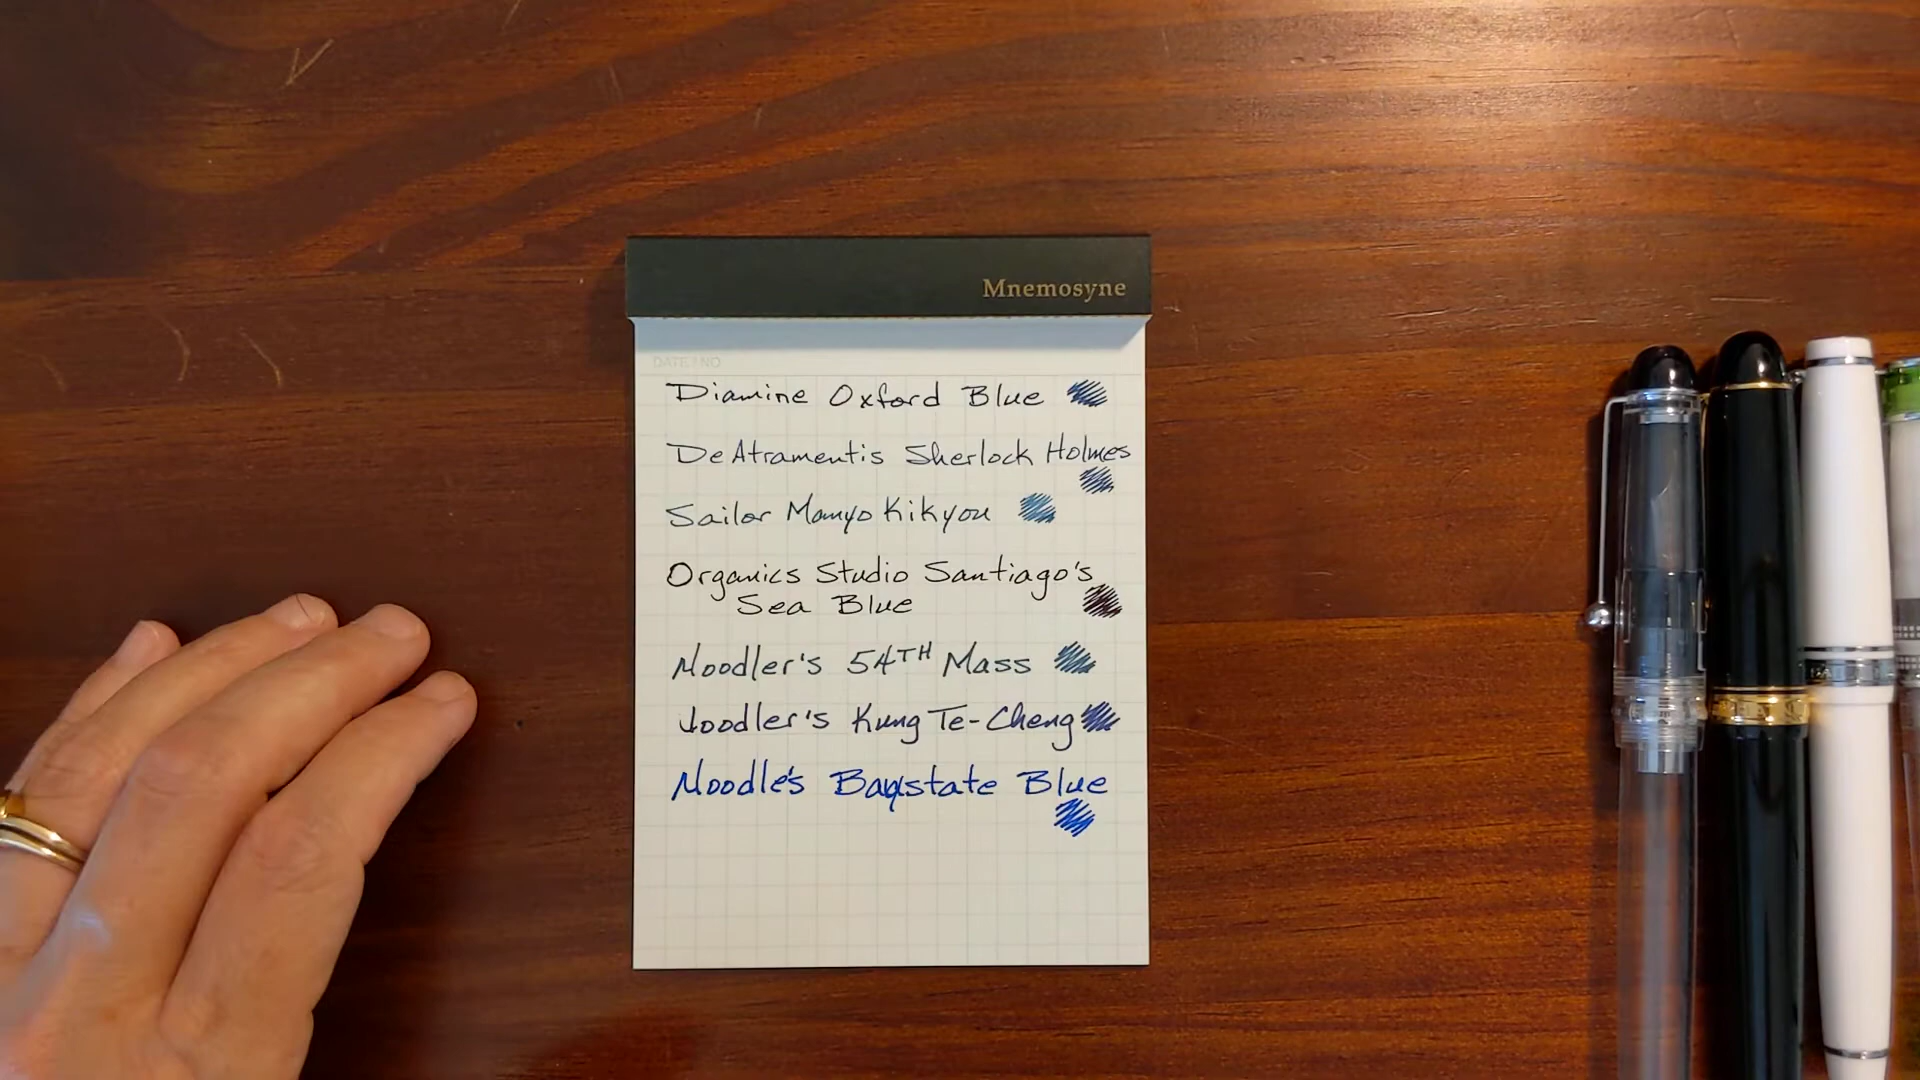 Mnemosyne
DATE/NO
Diamine Oxford Blue
De Atramentis Sherlock Holmes
Sailor Manyo Kikyou
Organics Studio Santiago's
Sea Blue
Noodler's 54TH Mass
Noodler's Kung Te-Cheng
Noodle's Baystate Blue